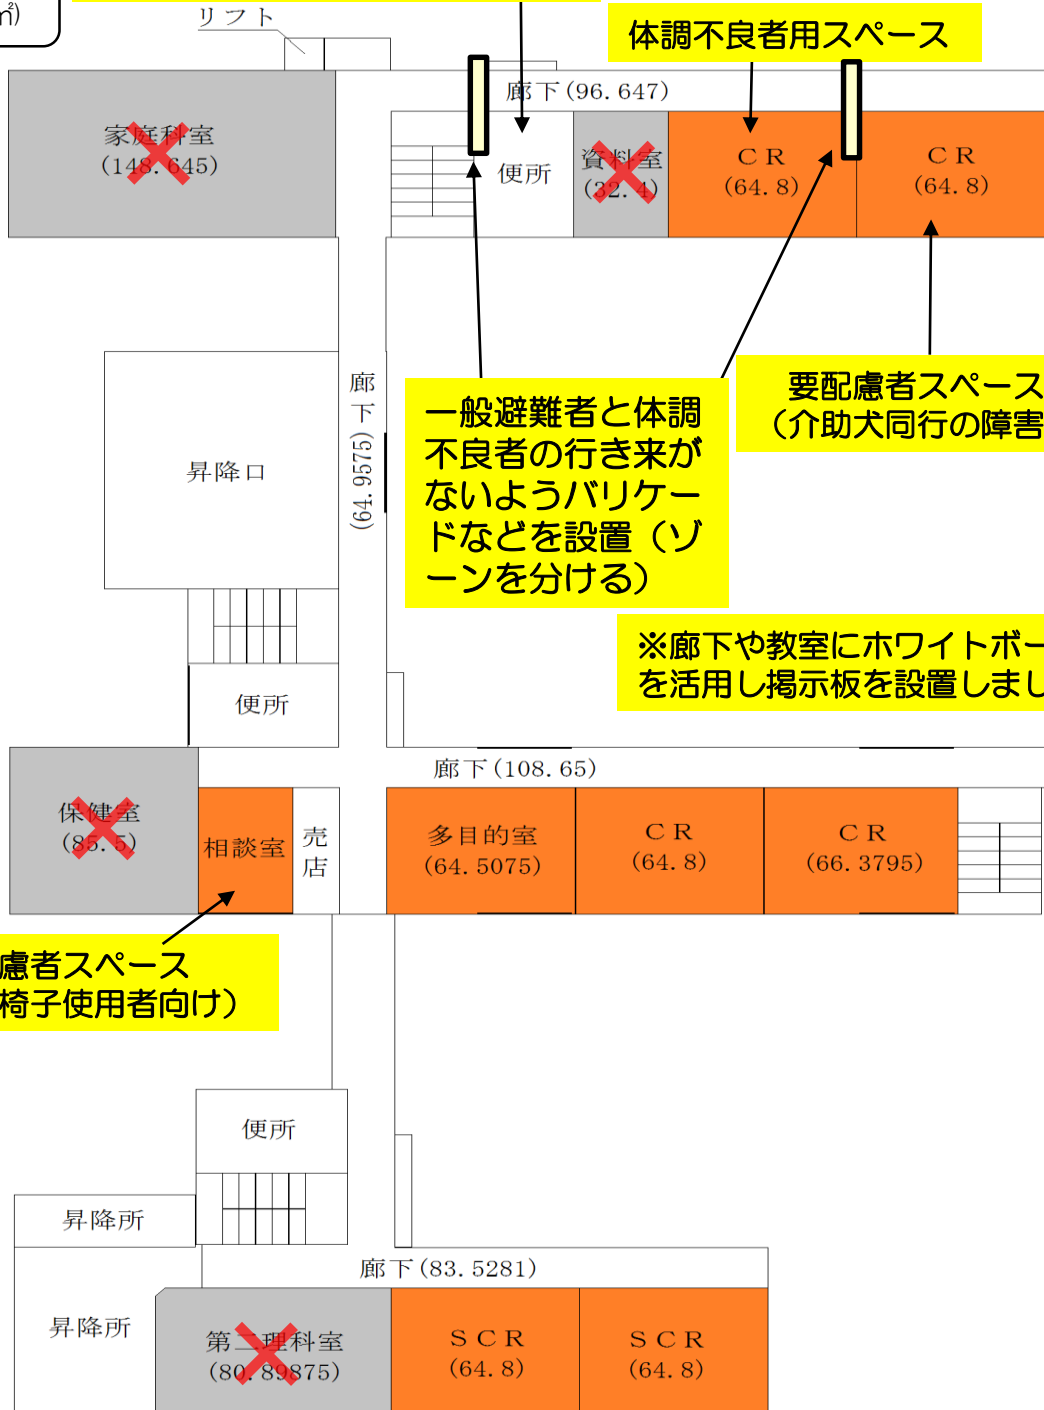 ㎡)
リフト
体調不良者用スペース
廊下(96.647)
家庭科室
(148.645)
便所
資料室
(32.4)
ＣＲ
(64.8)
ＣＲ
(64.8)
廊下
(64.9575)
一般避難者と体調
不良者の行き来が
ないようバリケー
ドなどを設置（ゾ
ーンを分ける）
要配慮者スペース
（介助犬同行の障害
昇降口
※廊下や教室にホワイトボー
を活用し掲示板を設置しまし
便所
廊下(108.65)
保健室
(85.5)
相談室
売店
多目的室
(64.5075)
ＣＲ
(64.8)
ＣＲ
(66.3795)
慮者スペース
椅子使用者向け）
便所
昇降所
廊下(83.5281)
昇降所
第二理科室
(80.89875)
ＳＣＲ
(64.8)
ＳＣＲ
(64.8)